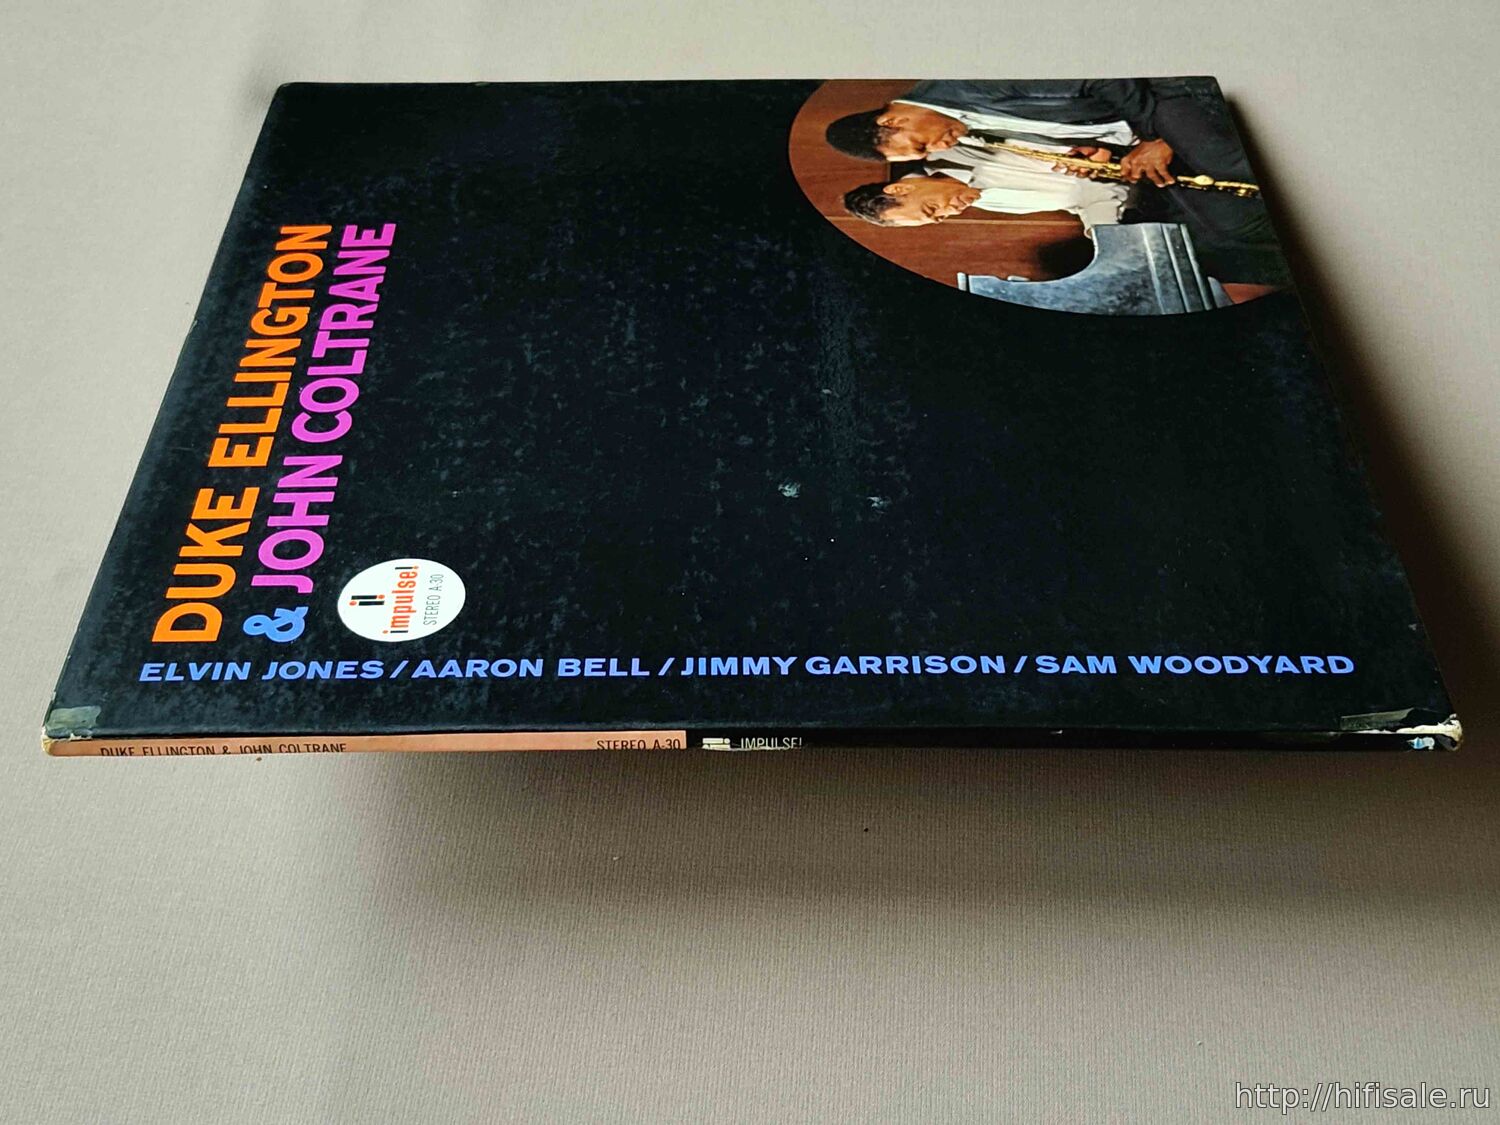 DUKE ELLINGTON
& JOHN COLTRANE
impulse!
STEREO A-30
ELVIN JONES/AARON BELL/JIMMY GARRISON/SAM WOODYARD
DUKE ELLINGTON & JOHN COLTRANE STEREO A-30 IMPULSE!
http://hifisale.ru